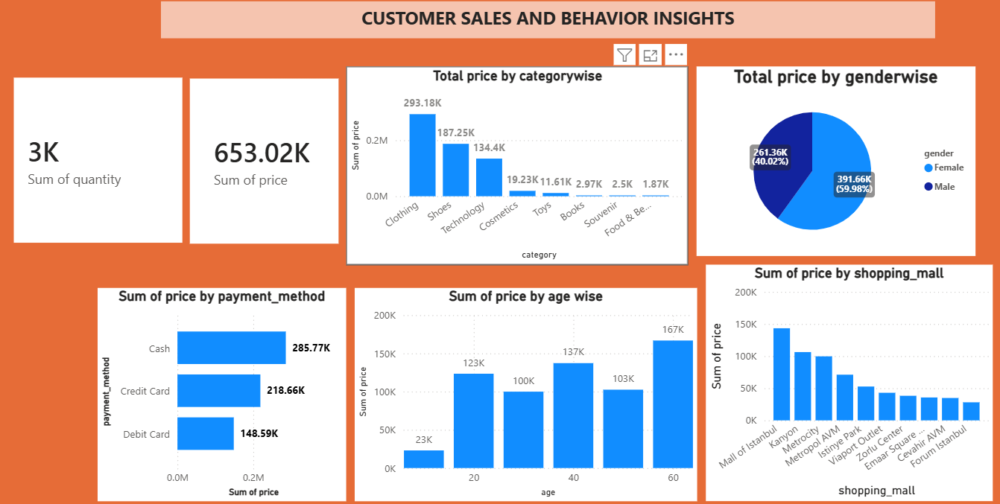 CUSTOMER SALES AND BEHAVIOR INSIGHTS
3K
Sum of quantity
653.02K
Sum of price
Total price by categorywise
Sum of price
0.2M
0.0M
293.18K
187.25K
134.4K
19.23K
11.61K
2.97K
2.5K
1.87K
Clothing
Shoes
Technology
Cosmetics
Toys
Books
Souvenir
Food & Be...
category
Total price by genderwise
261.36K
(40.02%)
391.66K
(59.98%)
gender
Female
Male
Sum of price by payment_method
payment_method
Cash
285.77K
Credit Card
218.66K
Debit Card
148.59K
0.0M
0.2M
Sum of price
Sum of price by age wise
Sum of price
200K
150K
100K
50K
0K
23K
123K
100K
137K
103K
167K
20
40
60
age
Sum of price by shopping_mall
Sum of price
200K
150K
100K
50K
0K
Mall of Istanbul
Kanyon
Metrocity
Metropol AVM
Istinye Park
Viaport Outlet
Zorlu Center
Emaar Square ...
Cevahir AVM
Forum Istanbul
shopping_mall